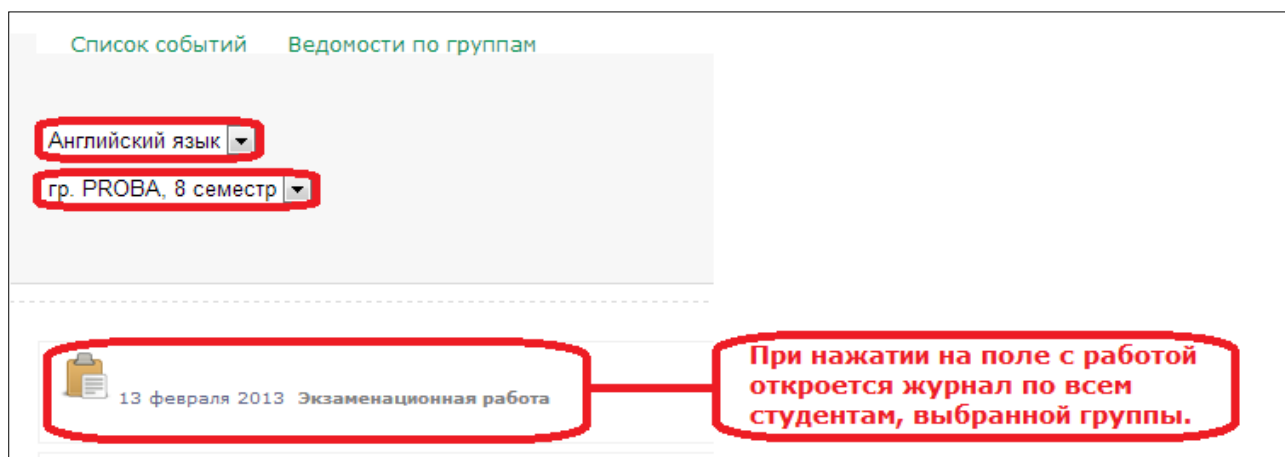 Список событий Ведомости по группам
Английский язык
гр. PROBA, 8 семестр
13 февраля 2013 Экзаменационная работа
При нажатии на поле с работой
откроется журнал по всем
студентам, выбранной группы.